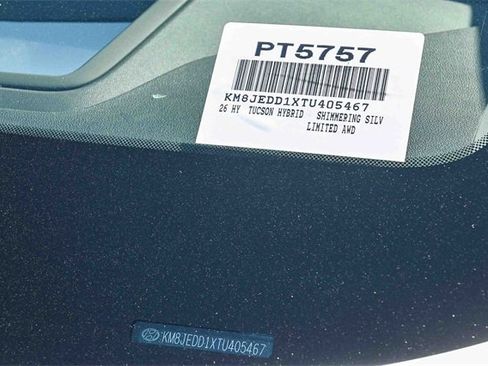 PT5757
KM8JEDD1XTU405467
26 HY TUCSON HYBRID SHIMMERING SILV
LIMITED AWD
KM8JEDD1XTU405467